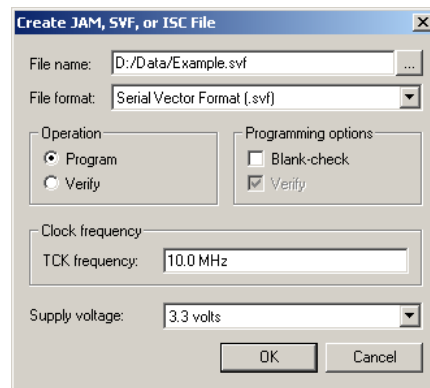 Create JAM, SVF, or ISC File
File name: D:/Data/Example.svf ...
File format: Serial Vector Format (.svf)
Operation Programming options
Program Blank-check
Verify Verify
Clock frequency
TCK frequency: 10.0 MHz
Supply voltage: 3.3 volts
OK Cancel